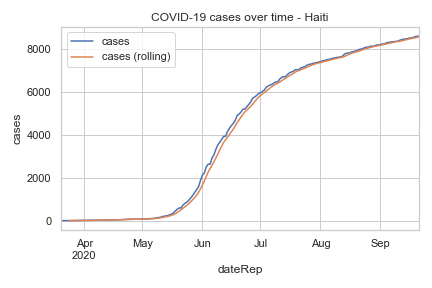 COVID-19 cases over time - Haiti
cases
cases (rolling)
8000
6000
4000
2000
0
cases
Apr May Jun Jul Aug Sep
2020
dateRep